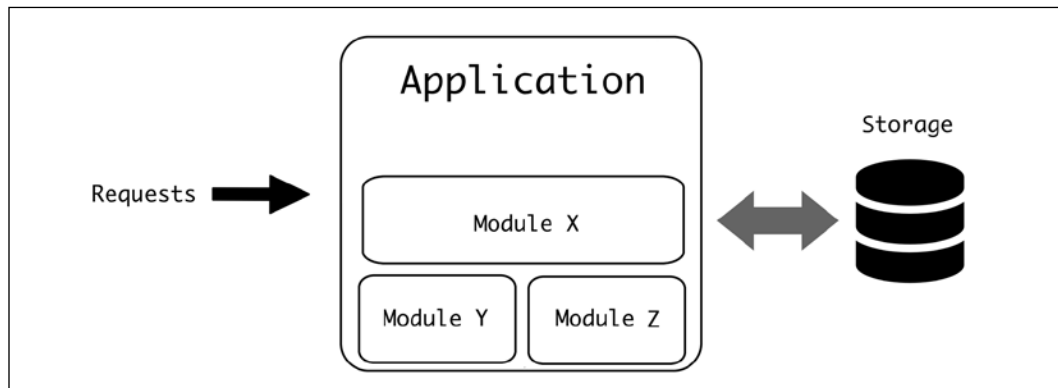 Application
Storage
Requests
Module X
Module Y
Module Z